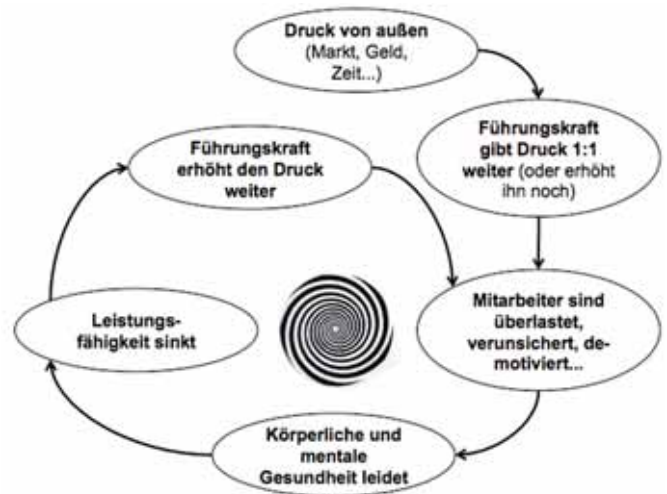 Druck von außen
(Markt, Geld,
Zeit...)
Führungskraft
gibt Druck 1:1
weiter (oder erhöht
ihn noch)
Führungskraft
erhöht den Druck
weiter
Mitarbeiter sind
überlastet,
verunsichert, de-
motiviert...
Leistungs-
fähigkeit sinkt
Körperliche und
mentale
Gesundheit leidet